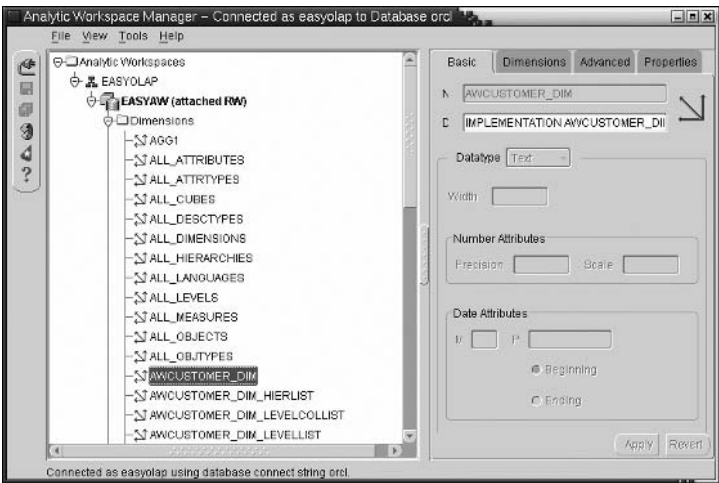 Analytic Workspace Manager – Connected as easyolap to Database orcl
File View Tools Help
Analytic Workspaces
EASYOLAP
EASYAW (attached RW)
Dimensions
AGG1
ALL_ATTRIBUTES
ALL_ATTRTYPES
ALL_CUBES
ALL_DESCTYPES
ALL_DIMENSIONS
ALL_HIERARCHIES
ALL_LANGUAGES
ALL_LEVELS
ALL_MEASURES
ALL_OBJECTS
ALL_OBJTYPES
AWCUSTOMER_DIM
AWCUSTOMER_DIM_HIERLIST
AWCUSTOMER_DIM_LEVELCOLLIST
AWCUSTOMER_DIM_LEVELLIST
Basic Dimensions Advanced Properties
N AWCUSTOMER_DIM
D IMPLEMENTATION AWCUSTOMER_DI
Datatype Text
Width
Number Attributes
Precision Scale
Date Attributes
P
Beginning
Ending
Apply Revert
Connected as easyolap using database connect string orcl.